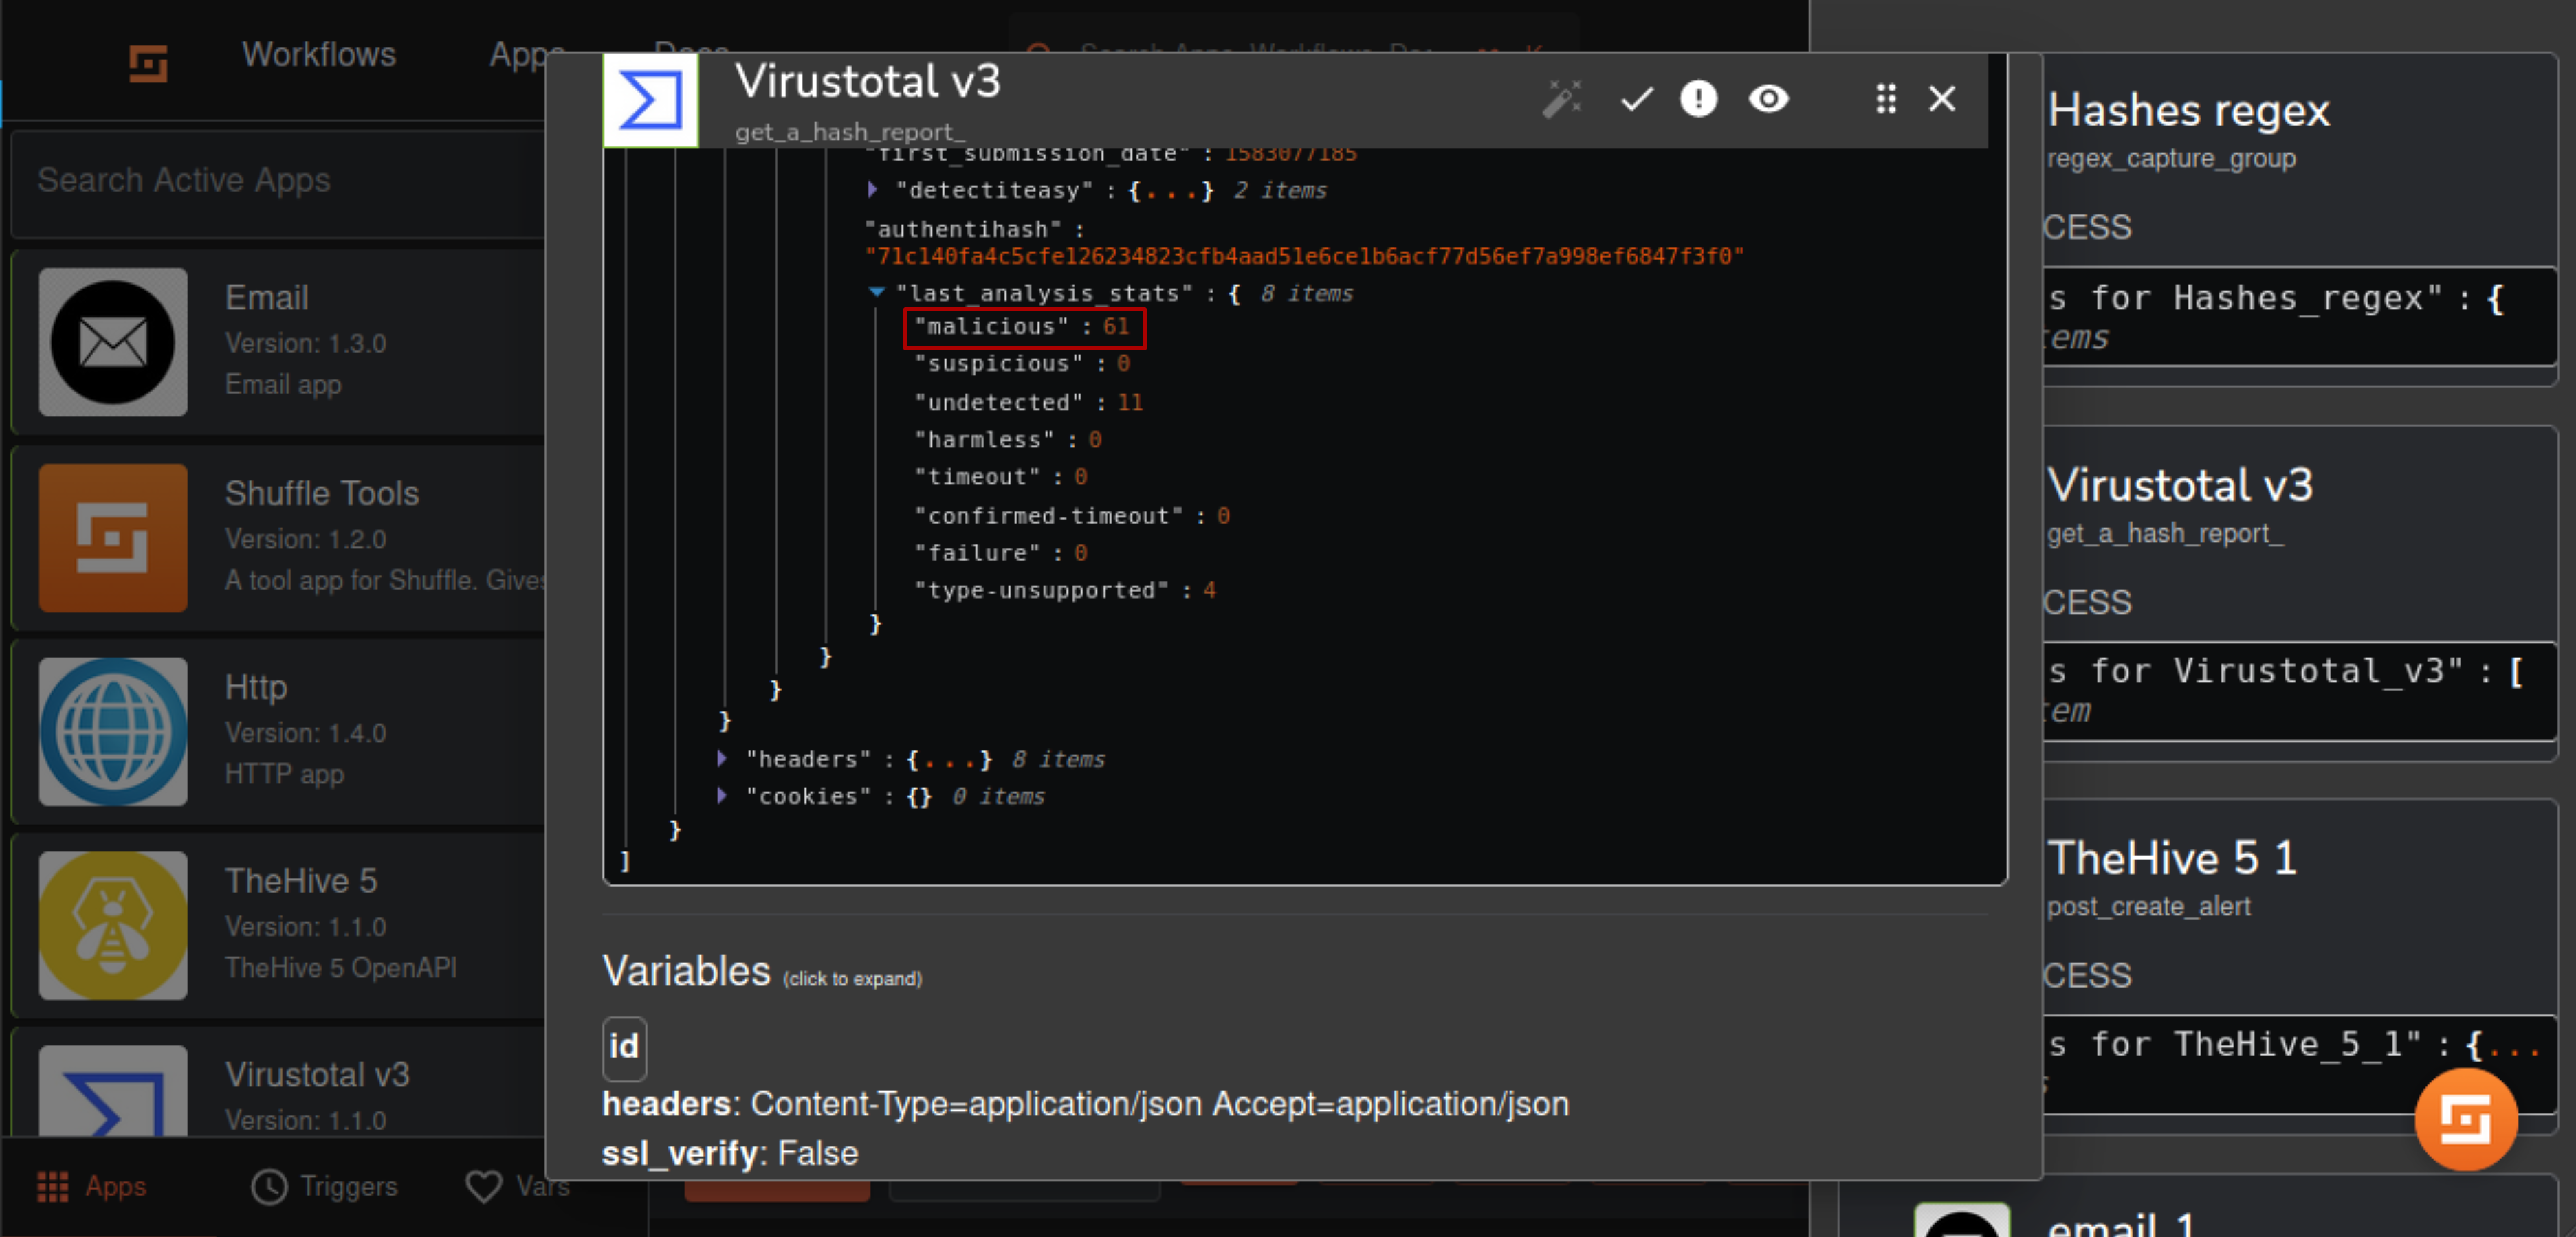 Workflows
Apps
Docs
Search Apps, Workflows, Doc
K
Search Active Apps
Email
Version: 1.3.0
Email app
Shuffle Tools
Version: 1.2.0
A tool app for Shuffle. Gives
Http
Version: 1.4.0
HTTP app
TheHive 5
Version: 1.1.0
TheHive 5 OpenAPI
Virustotal v3
Version: 1.1.0
Apps
Triggers
Vars
Virustotal v3
get_a_hash_report_
"first_submission_date" : 1583077185
"detectiteasy" : {...} 2 items
"authentihash" :
"71c140fa4c5cfe126234823cfb4aad51e6ce1b6acf77d56ef7a998ef6847f3f0"
"last_analysis_stats" : { 8 items
"malicious" : 61
"suspicious" : 0
"undetected" : 11
"harmless" : 0
"timeout" : 0
"confirmed-timeout" : 0
"failure" : 0
"type-unsupported" : 4
}
}
}
}
"headers" : {...} 8 items
"cookies" : {} 0 items
}
]
Variables (click to expand)
id
headers: Content-Type=application/json Accept=application/json
ssl_verify: False
Hashes regex
regex_capture_group
CESS
s for Hashes_regex" : {
tems
Virustotal v3
get_a_hash_report_
CESS
s for Virustotal_v3" : [
tem
TheHive 5 1
post_create_alert
CESS
s for TheHive_5_1" : {...
s
email 1